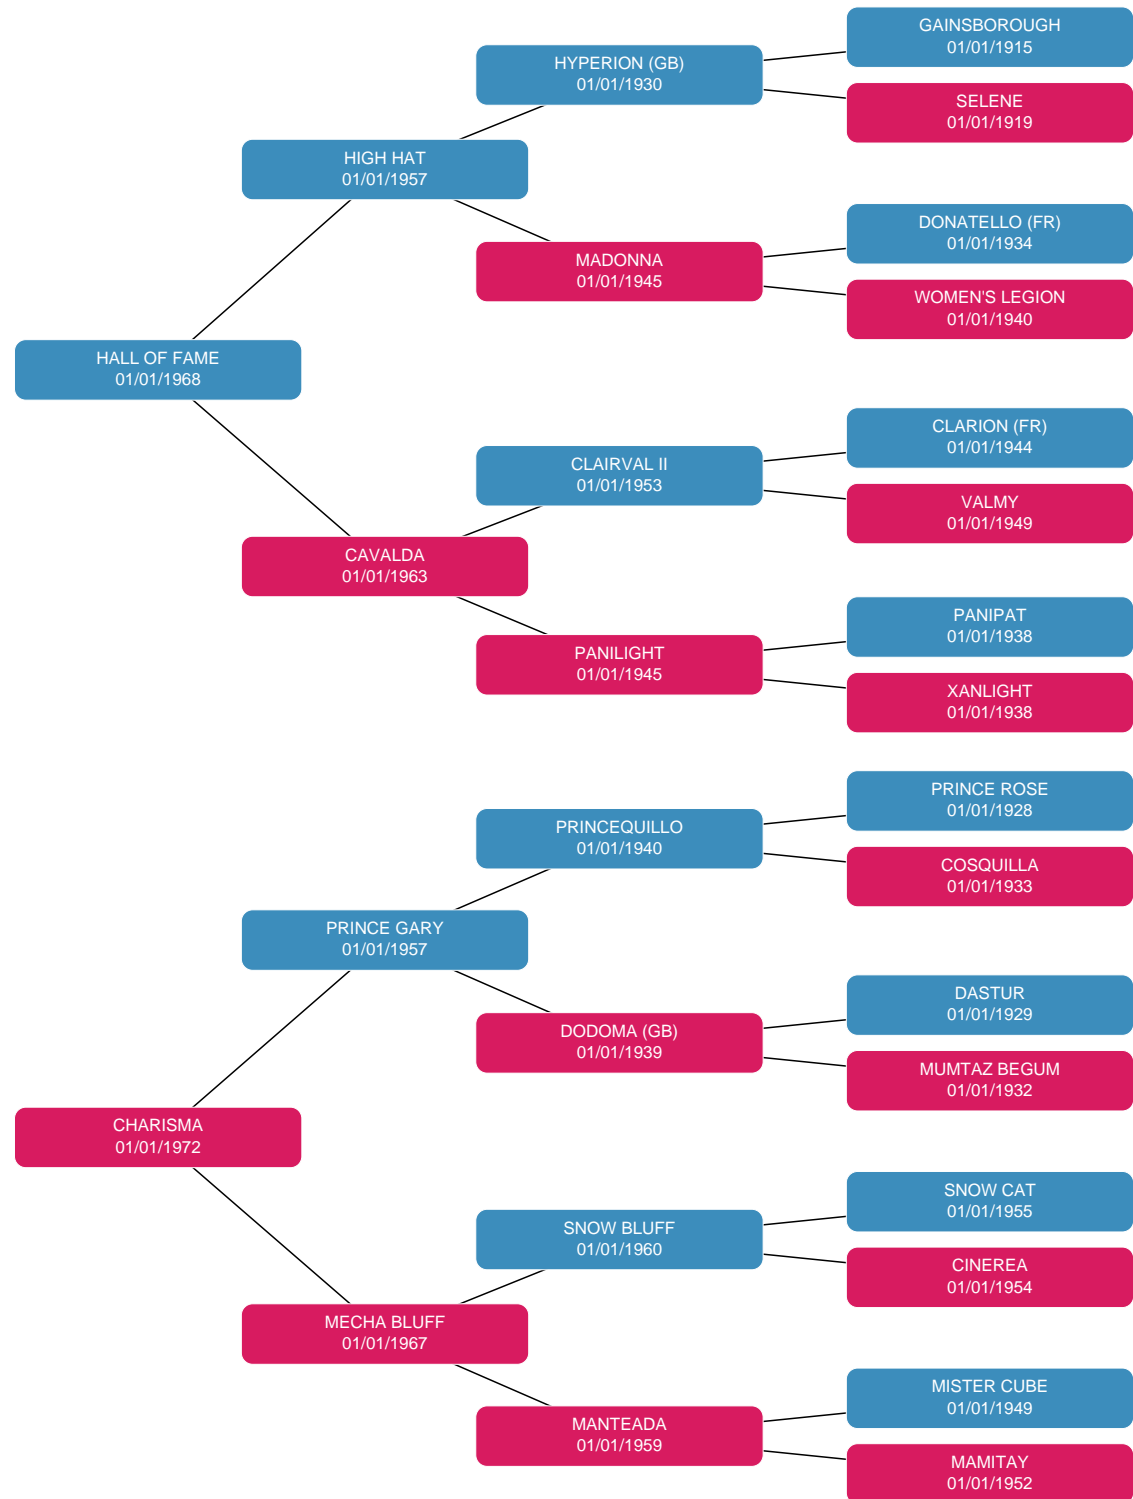 GAINSBOROUGH
01/01/1915
HYPERION (GB)
01/01/1930
SELENE
01/01/1919
HIGH HAT
01/01/1957
DONATELLO (FR)
01/01/1934
MADONNA
01/01/1945
WOMEN'S LEGION
01/01/1940
HALL OF FAME
01/01/1968
CLARION (FR)
01/01/1944
CLAIRVAL II
01/01/1953
VALMY
01/01/1949
CAVALDA
01/01/1963
PANIPAT
01/01/1938
PANILIGHT
01/01/1945
XANLIGHT
01/01/1938
PRINCE ROSE
01/01/1928
PRINCEQUILLO
01/01/1940
COSQUILLA
01/01/1933
PRINCE GARY
01/01/1957
DASTUR
01/01/1929
DODOMA (GB)
01/01/1939
MUMTAZ BEGUM
01/01/1932
CHARISMA
01/01/1972
SNOW CAT
01/01/1955
SNOW BLUFF
01/01/1960
CINEREA
01/01/1954
MECHA BLUFF
01/01/1967
MISTER CUBE
01/01/1949
MANTEADA
01/01/1959
MAMITAY
01/01/1952